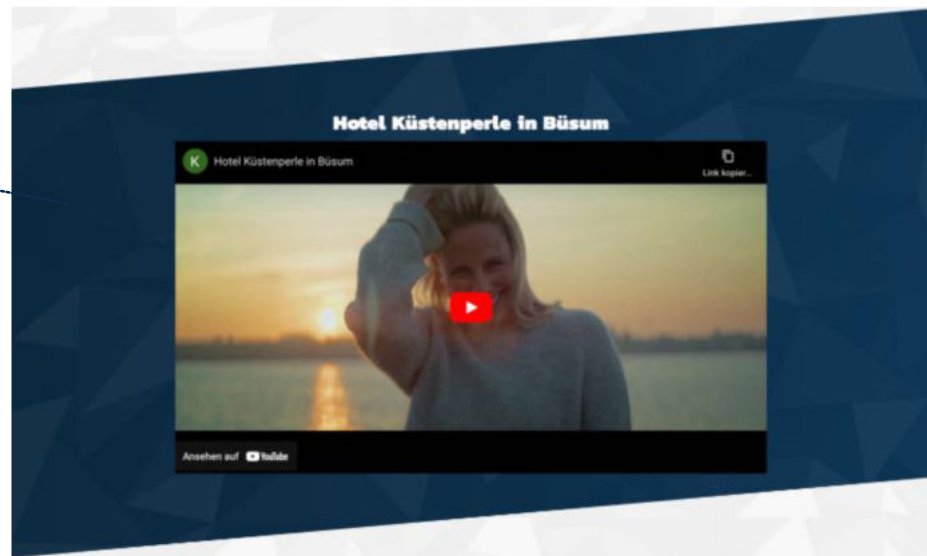 Hotel Küstenperle in Büsum
K Hotel Küstenperle in Büsum
Link kopier...
Ansehen auf YouTube